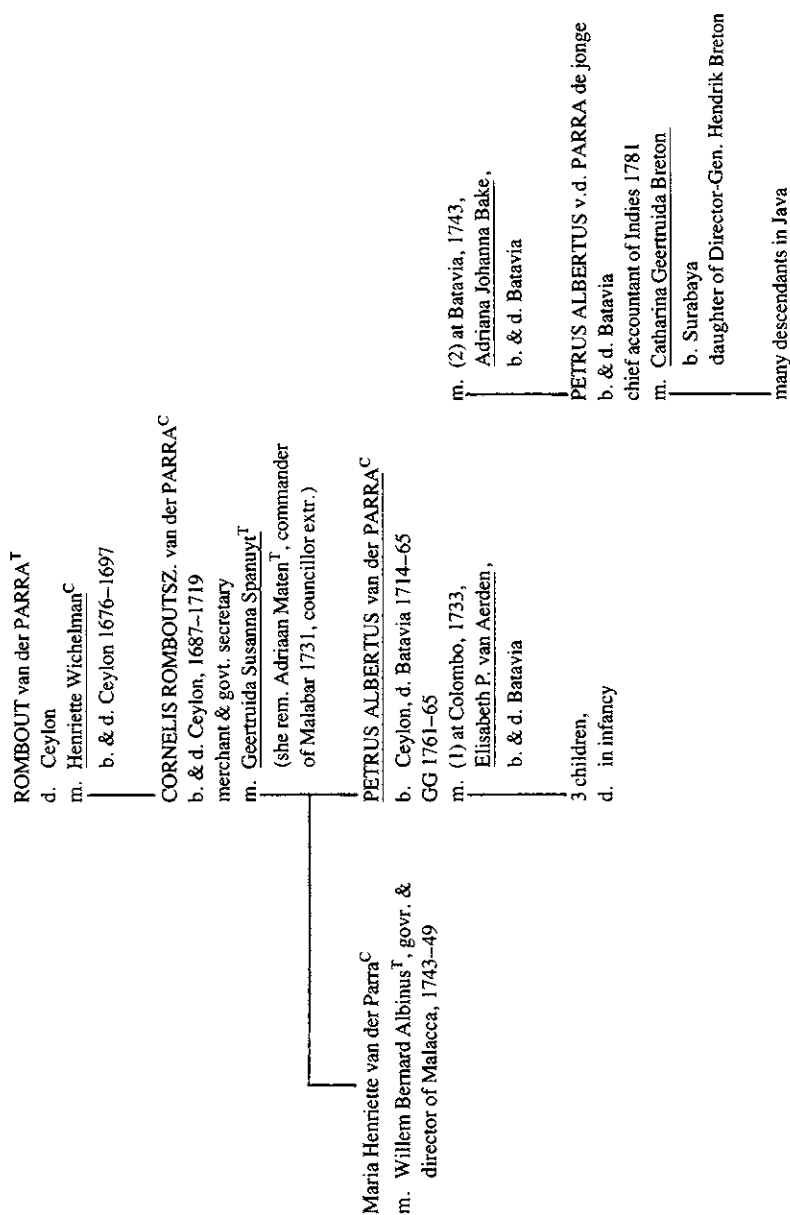 ROMBOUT van der PARRA^T
d. Ceylon
m. Henriette Wichelman^C
b. & d. Ceylon 1676–1697
CORNELIS ROMBOUTSZ. van der PARRA^C
b. & d. Ceylon, 1687–1719
merchant & govt. secretary
m. Geertruida Susanna Spanuyt^T
(she rem. Adriaan Maten^T, commander
of Malabar 1731, councillor extr.)
Maria Henriette van der Parra^C
m. Willem Bernard Albinus^T, govr. &
director of Malacca, 1743–49
PETRUS ALBERTUS van der PARRA^C
b. Ceylon, d. Batavia 1714–65
GG 1761–65
m. (1) at Colombo, 1733,
Elisabeth P. van Aerden,
b. & d. Batavia
3 children,
d. in infancy
m. (2) at Batavia, 1743,
Adriana Johanna Bake,
b. & d. Batavia
PETRUS ALBERTUS v.d. PARRA de jonge
b. & d. Batavia
chief accountant of Indies 1781
m. Catharina Geertruida Breton
b. Surabaya
daughter of Director-Gen. Hendrik Breton
many descendants in Java